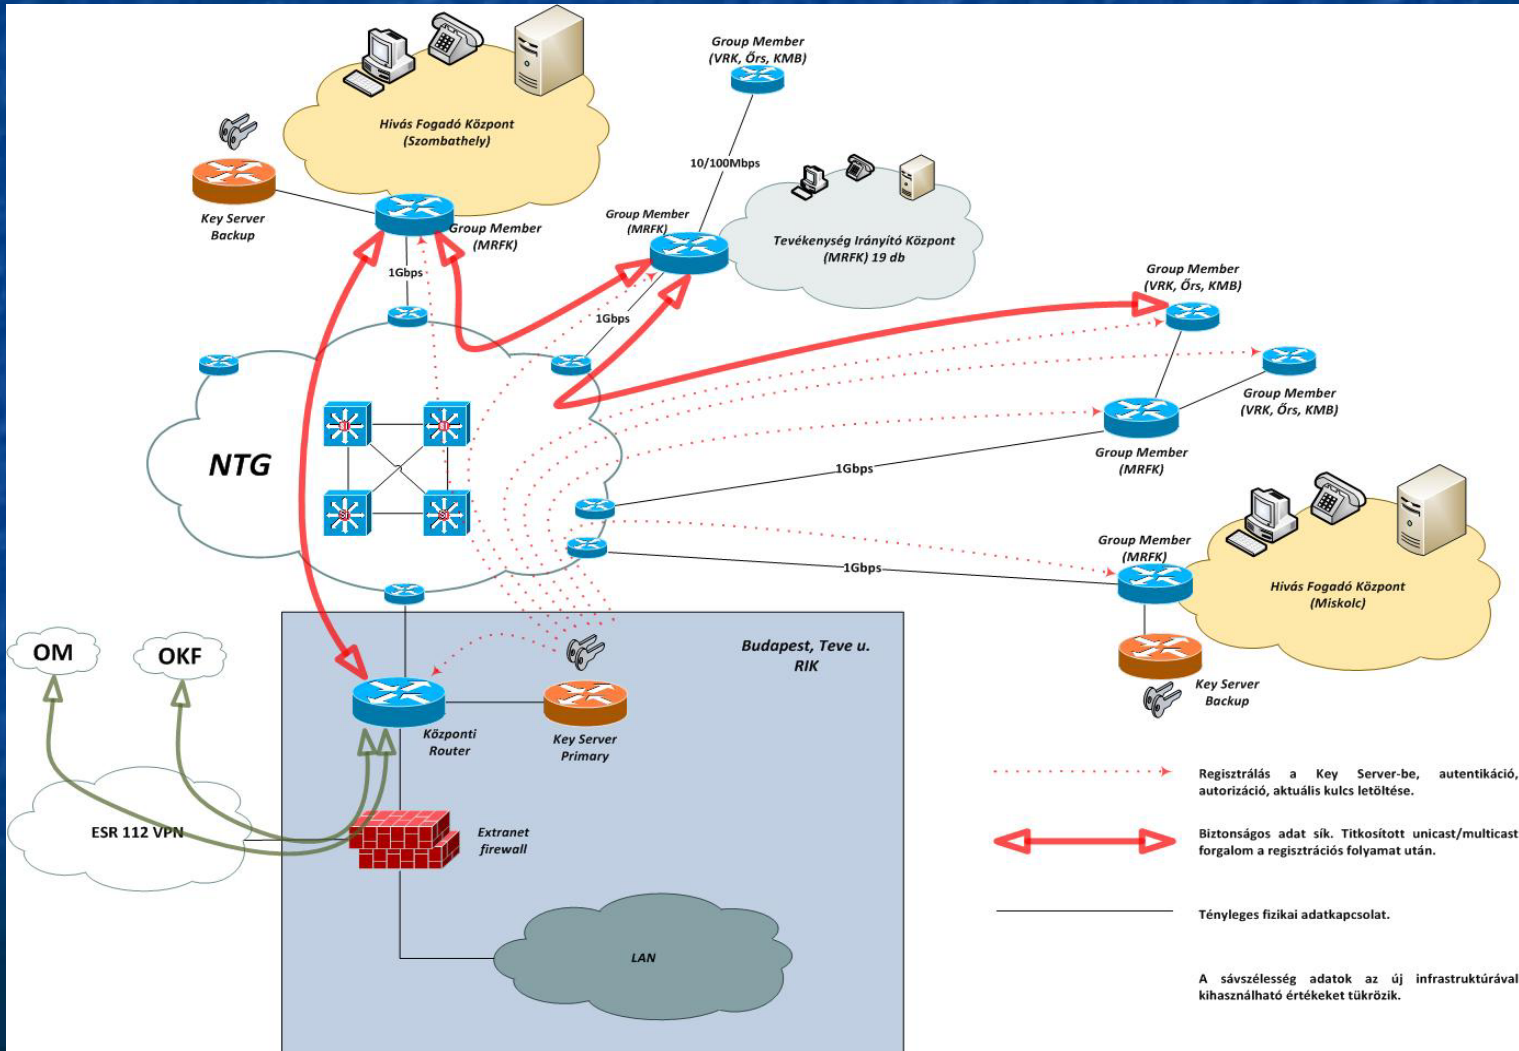 Group Member
(VRK, Őrs, KMB)
Hivás Fogadó Központ
(Szombathely)
10/100Mbps
Key Server
Backup
Group Member
(MRFK)
Group Member
(MRFK)
Tevékenység Irányító Központ
(MRFK) 19 db
1Gbps
1Gbps
Group Member
(VRK, Őrs, KMB)
Group Member
(VRK, Őrs, KMB)
NTG
Group Member
(MRFK)
1Gbps
Group Member
(MRFK)
1Gbps
Hivás Fogadó Központ
(Miskolc)
Key Server
Backup
Budapest, Teve u.
RIK
OM
OKF
Központi
Router
Key Server
Primary
ESR 112 VPN
Extranet
firewall
LAN
Regisztrálás a Key Server-be, autentikáció,
autorizáció, aktuális kulcs letöltése.
Biztonságos adat sík. Titkosított unicast/multicast
forgalom a regisztrációs folyamat után.
Tényleges fizikai adatkapcsolat.
A sávszélesség adatok az új infrastruktúrával
kihasználható értékeket tükrözik.